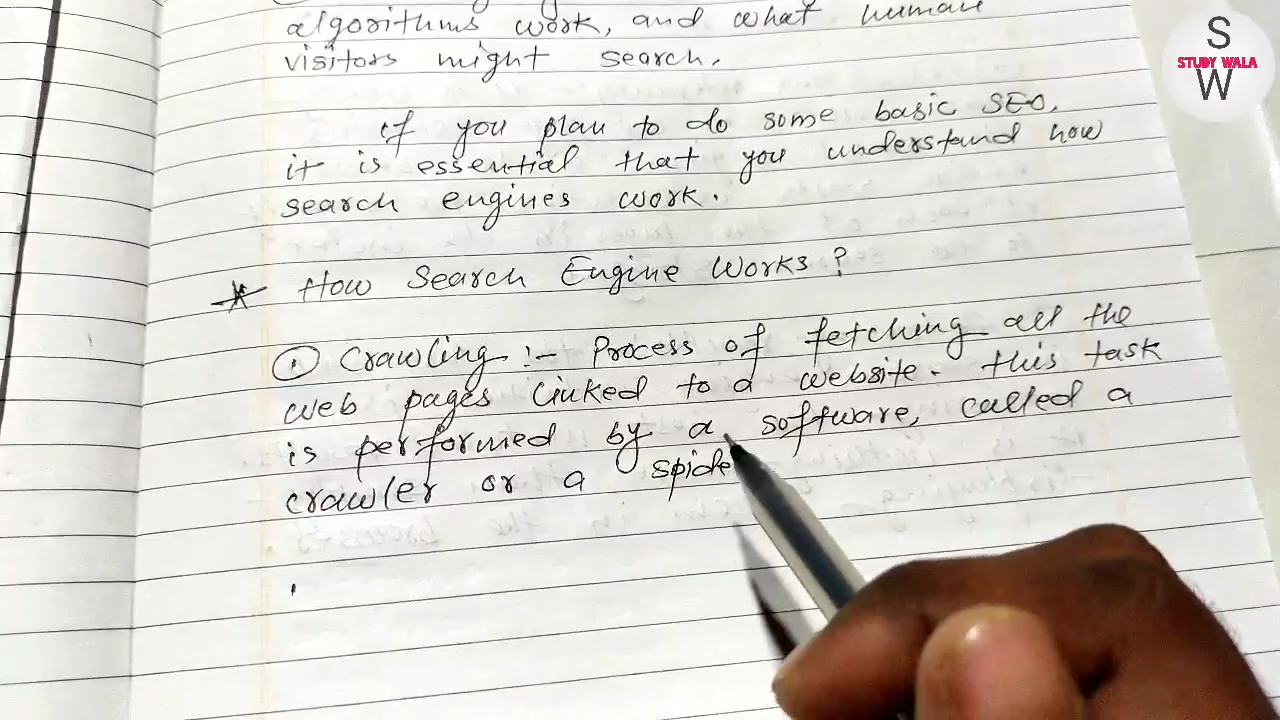 algorithms work, and what human
visitors might search.
if you plan to do some basic SEO,
it is essential that you understand how
search engines work.
* How Search Engine Works?
① Crawling :- Process of fetching all the
web pages linked to a website. this task
is performed by a software, called a
crawler or a spide
S
STUDY WALA
W